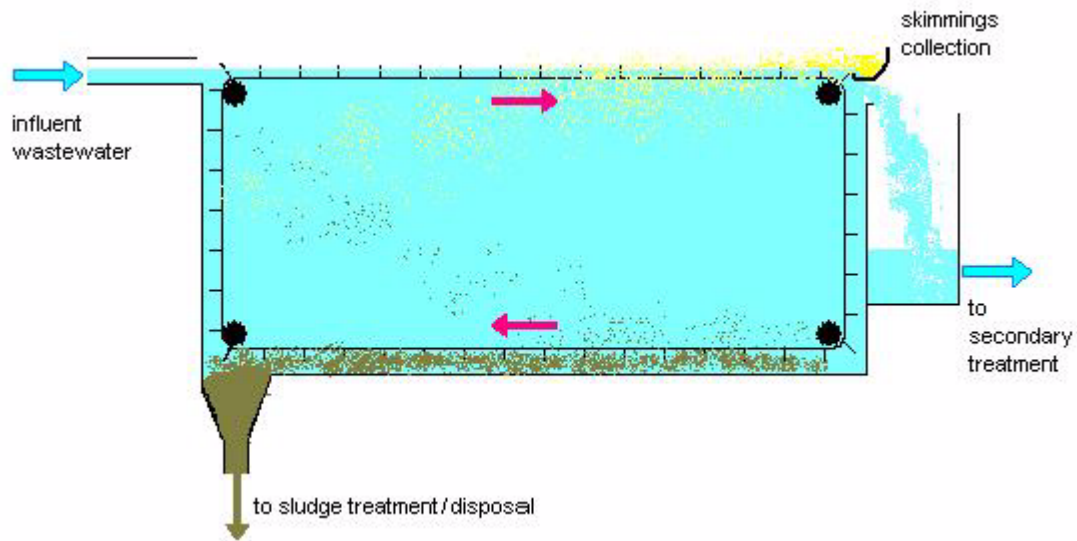 skimmings
collection
influent
wastewater
to
secondary
treatment
to sludge treatment/disposal